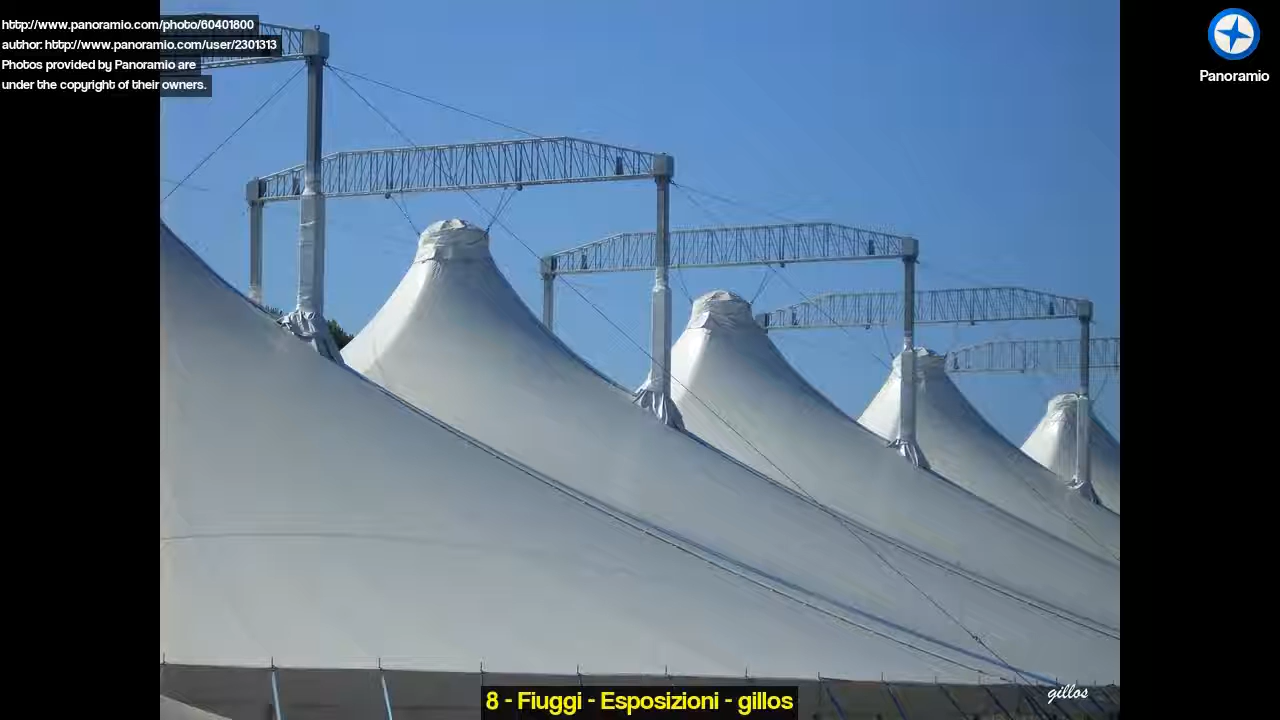 http://www.panoramio.com/photo/60401800
author: http://www.panoramio.com/user/2301313
Photos provided by Panoramio are
under the copyright of their owners.
Panoramio
8 - Fiuggi - Esposizioni - gillos
gillos